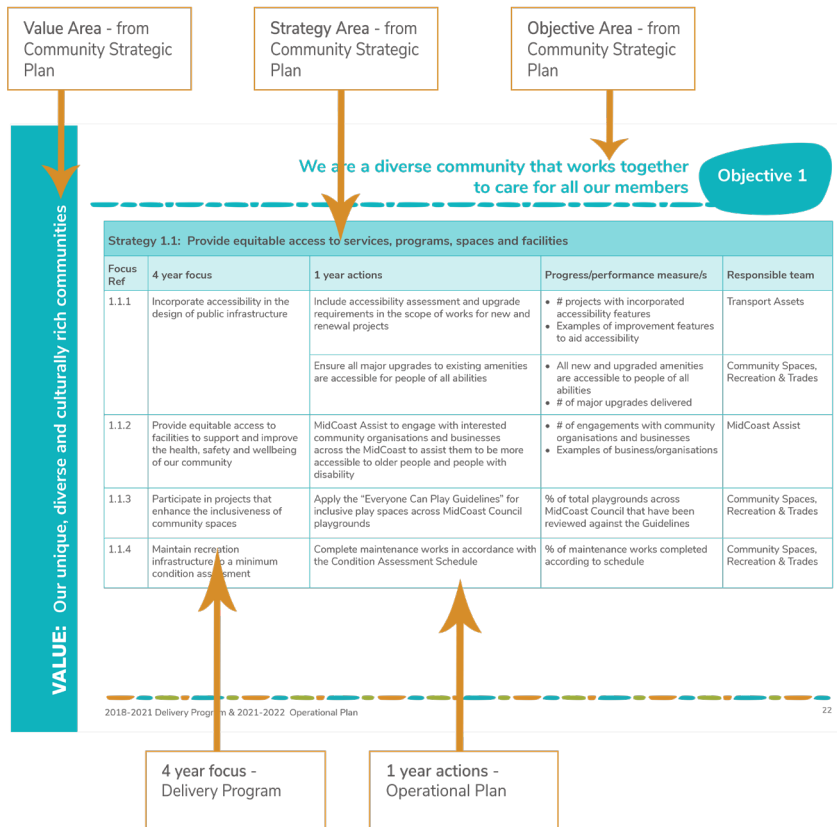 Value Area - from
Community Strategic
Plan
Strategy Area - from
Community Strategic
Plan
Objective Area - from
Community Strategic
Plan
We are a diverse community that works together
to care for all our members
Objective 1
VALUE: Our unique, diverse and culturally rich communities
Strategy 1.1: Provide equitable access to services, programs, spaces and facilities
Focus
Ref
4 year focus
1 year actions
Progress/performance measure/s
Responsible team
1.1.1
Incorporate accessibility in the
design of public infrastructure
Include accessibility assessment and upgrade
requirements in the scope of works for new and
renewal projects
• # projects with incorporated
accessibility features
• Examples of improvement features
to aid accessibility
Transport Assets
Ensure all major upgrades to existing amenities
are accessible for people of all abilities
• All new and upgraded amenities
are accessible to people of all
abilities
• # of major upgrades delivered
Community Spaces,
Recreation & Trades
1.1.2
Provide equitable access to
facilities to support and improve
the health, safety and wellbeing
of our community
MidCoast Assist to engage with interested
community organisations and businesses
across the MidCoast to assist them to be more
accessible to older people and people with
disability
• # of engagements with community
organisations and businesses
• Examples of business/organisations
MidCoast Assist
1.1.3
Participate in projects that
enhance the inclusiveness of
community spaces
Apply the “Everyone Can Play Guidelines” for
inclusive play spaces across MidCoast Council
playgrounds
% of total playgrounds across
MidCoast Council that have been
reviewed against the Guidelines
Community Spaces,
Recreation & Trades
1.1.4
Maintain recreation
infrastructure to a minimum
condition assessment
Complete maintenance works in accordance with
the Condition Assessment Schedule
% of maintenance works completed
according to schedule
Community Spaces,
Recreation & Trades
2018-2021 Delivery Program & 2021-2022 Operational Plan
22
4 year focus -
Delivery Program
1 year actions -
Operational Plan